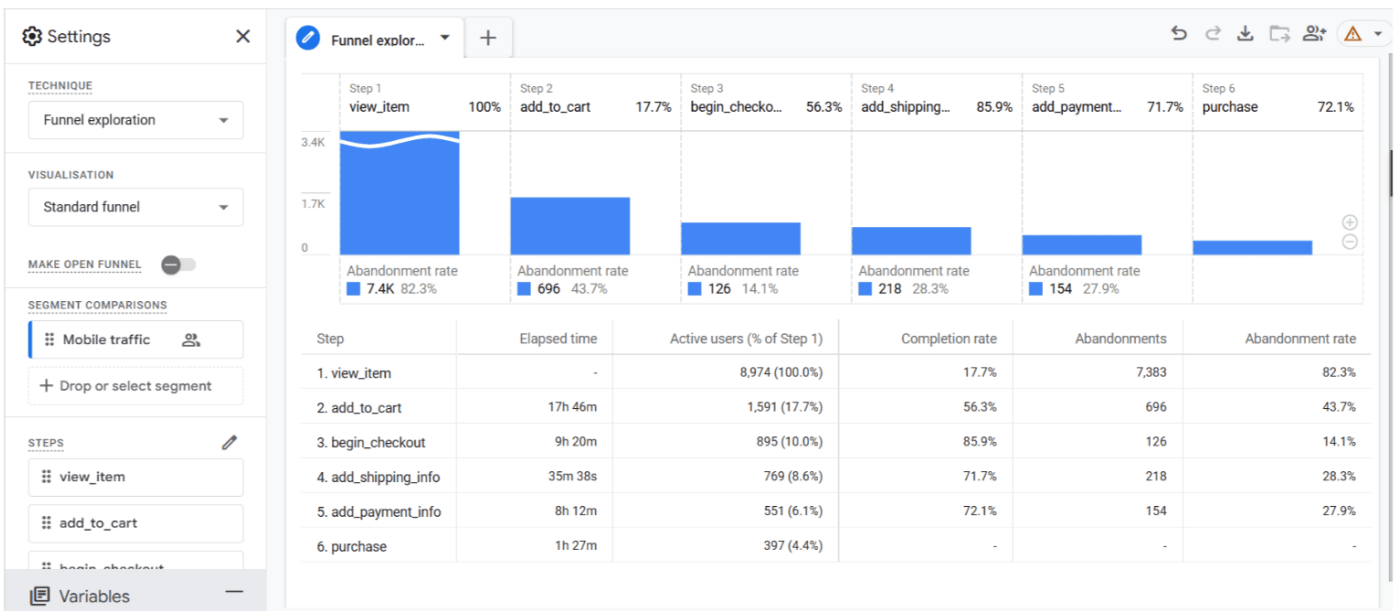 Settings
TECHNIQUE
Funnel exploration
VISUALISATION
Standard funnel
MAKE OPEN FUNNEL
SEGMENT COMPARISONS
Mobile traffic
Drop or select segment
STEPS
view_item
add_to_cart
begin_checkout
Variables
Funnel explor...
Step 1
view_item 100%
Step 2
add_to_cart 17.7%
Step 3
begin_checko... 56.3%
Step 4
add_shipping... 85.9%
Step 5
add_payment... 71.7%
Step 6
purchase 72.1%
3.4K
1.7K
0
Abandonment rate
7.4K 82.3%
Abandonment rate
696 43.7%
Abandonment rate
126 14.1%
Abandonment rate
218 28.3%
Abandonment rate
154 27.9%
Step Elapsed time Active users (% of Step 1) Completion rate Abandonments Abandonment rate
1. view_item - 8,974 (100.0%) 17.7% 7,383 82.3%
2. add_to_cart 17h 46m 1,591 (17.7%) 56.3% 696 43.7%
3. begin_checkout 9h 20m 895 (10.0%) 85.9% 126 14.1%
4. add_shipping_info 35m 38s 769 (8.6%) 71.7% 218 28.3%
5. add_payment_info 8h 12m 551 (6.1%) 72.1% 154 27.9%
6. purchase 1h 27m 397 (4.4%) - - -